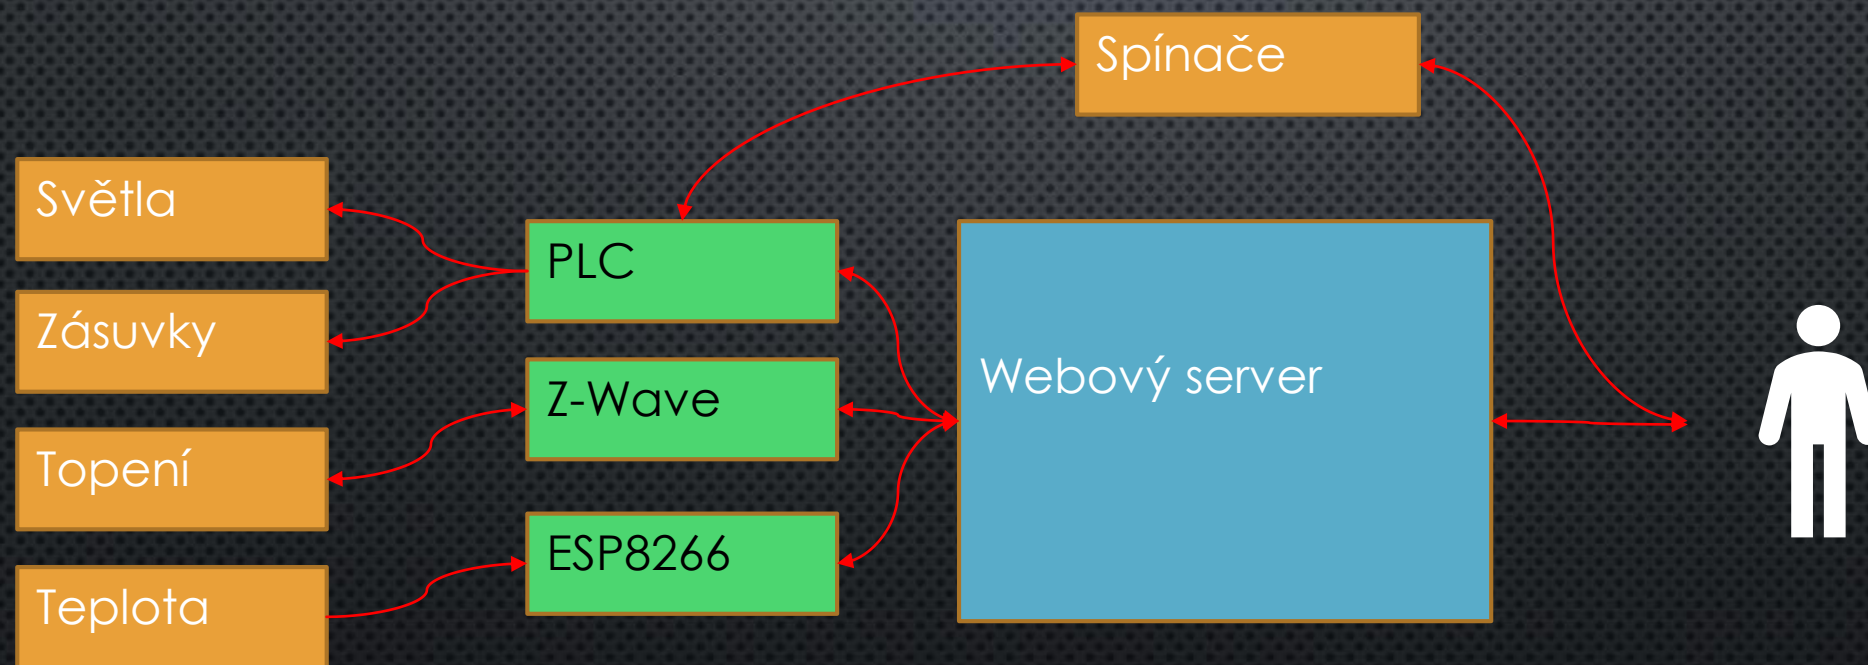 Spínače
Světla
PLC
Zásuvky
Webový server
Z-Wave
Topení
ESP8266
Teplota